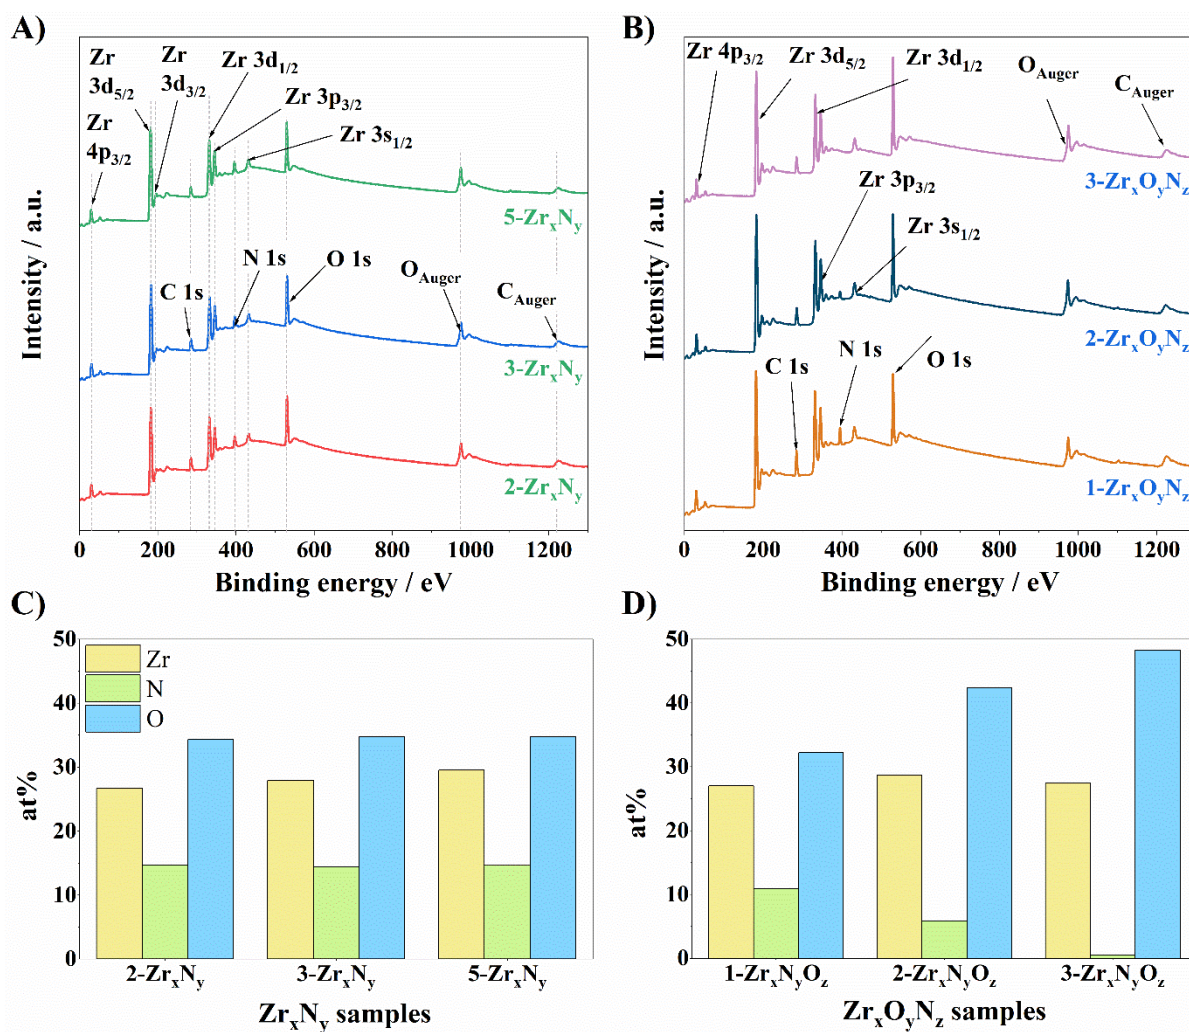 A)
Zr
3d5/2
Zr
3d3/2
Zr 3d1/2
Zr 3p3/2
Zr 3s1/2
Zr
4p3/2
5-ZrxNy
C 1s
N 1s
O 1s
OAuger
CAuger
3-ZrxNy
2-ZrxNy
Intensity / a.u.
0 200 400 600 800 1000 1200
Binding energy / eV
B)
Zr 4p3/2
Zr 3d5/2
Zr 3d1/2
OAuger
CAuger
3-ZrxOyNz
Zr 3p3/2
Zr 3s1/2
2-ZrxOyNz
C 1s
N 1s
O 1s
1-ZrxOyNz
Intensity / a.u.
0 200 400 600 800 1000 1200
Binding energy / eV
C)
50
40
30
20
10
0
at%
Zr
N
O
2-ZrxNy 3-ZrxNy 5-ZrxNy
ZrxNy samples
D)
50
40
30
20
10
0
at%
1-ZrxNyOz 2-ZrxNyOz 3-ZrxNyOz
ZrxOyNz samples